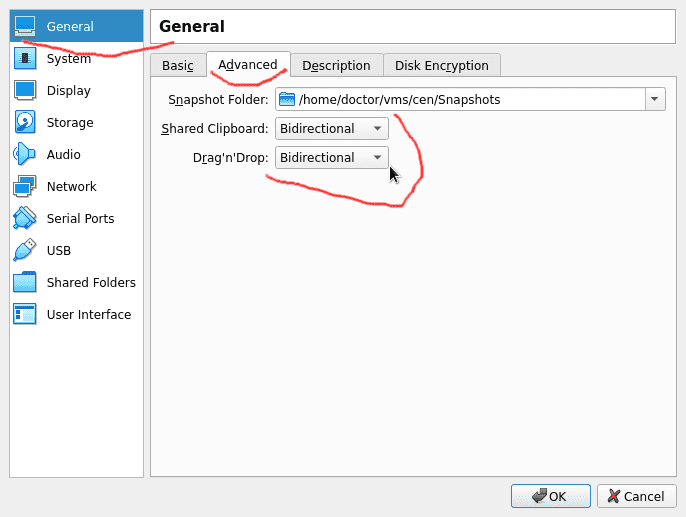 General
System
Display
Storage
Audio
Network
Serial Ports
USB
Shared Folders
User Interface
General
Basic Advanced Description Disk Encryption
Snapshot Folder: /home/doctor/vms/cen/Snapshots
Shared Clipboard: Bidirectional
Drag'n'Drop: Bidirectional
OK Cancel